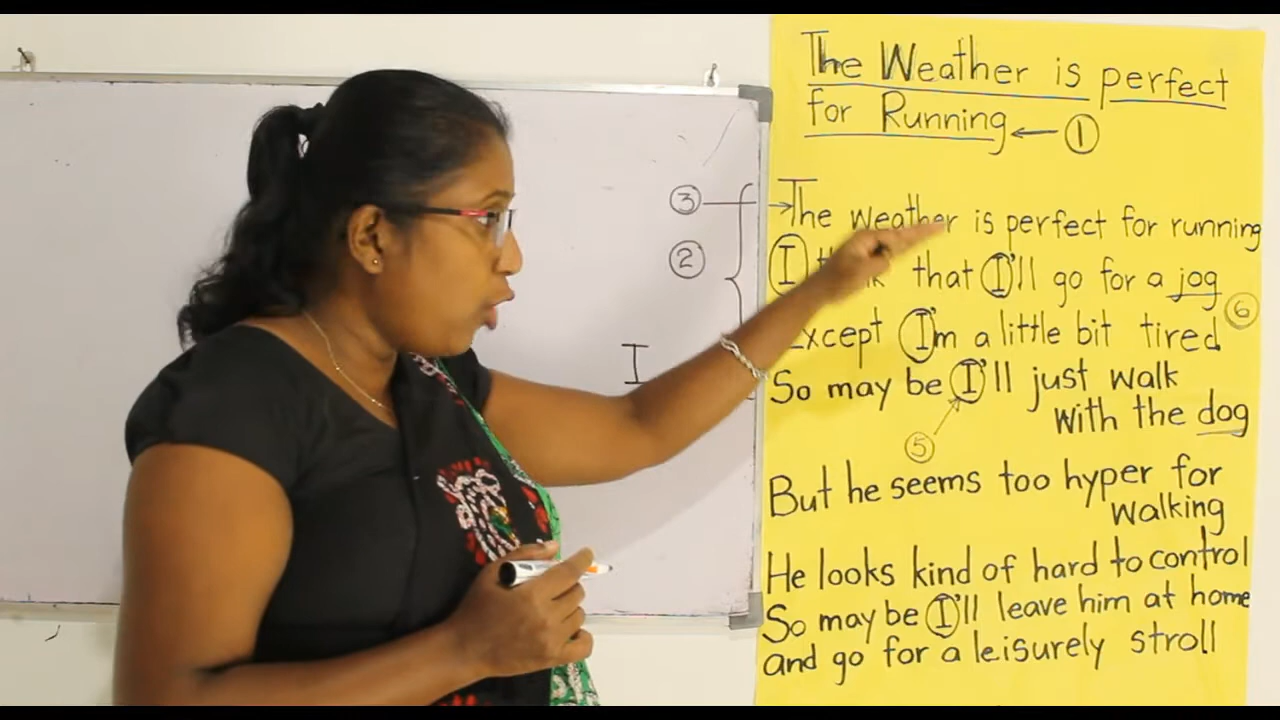 The Weather is perfect
for Running ← 1
3 → The weather is perfect for running
2 I that I'll go for a jog
6
Except I'm a little bit tired
I
So may be I'll just walk
with the dog
5
But he seems too hyper for
walking
He looks kind of hard to control
So may be I'll leave him at home
and go for a leisurely stroll